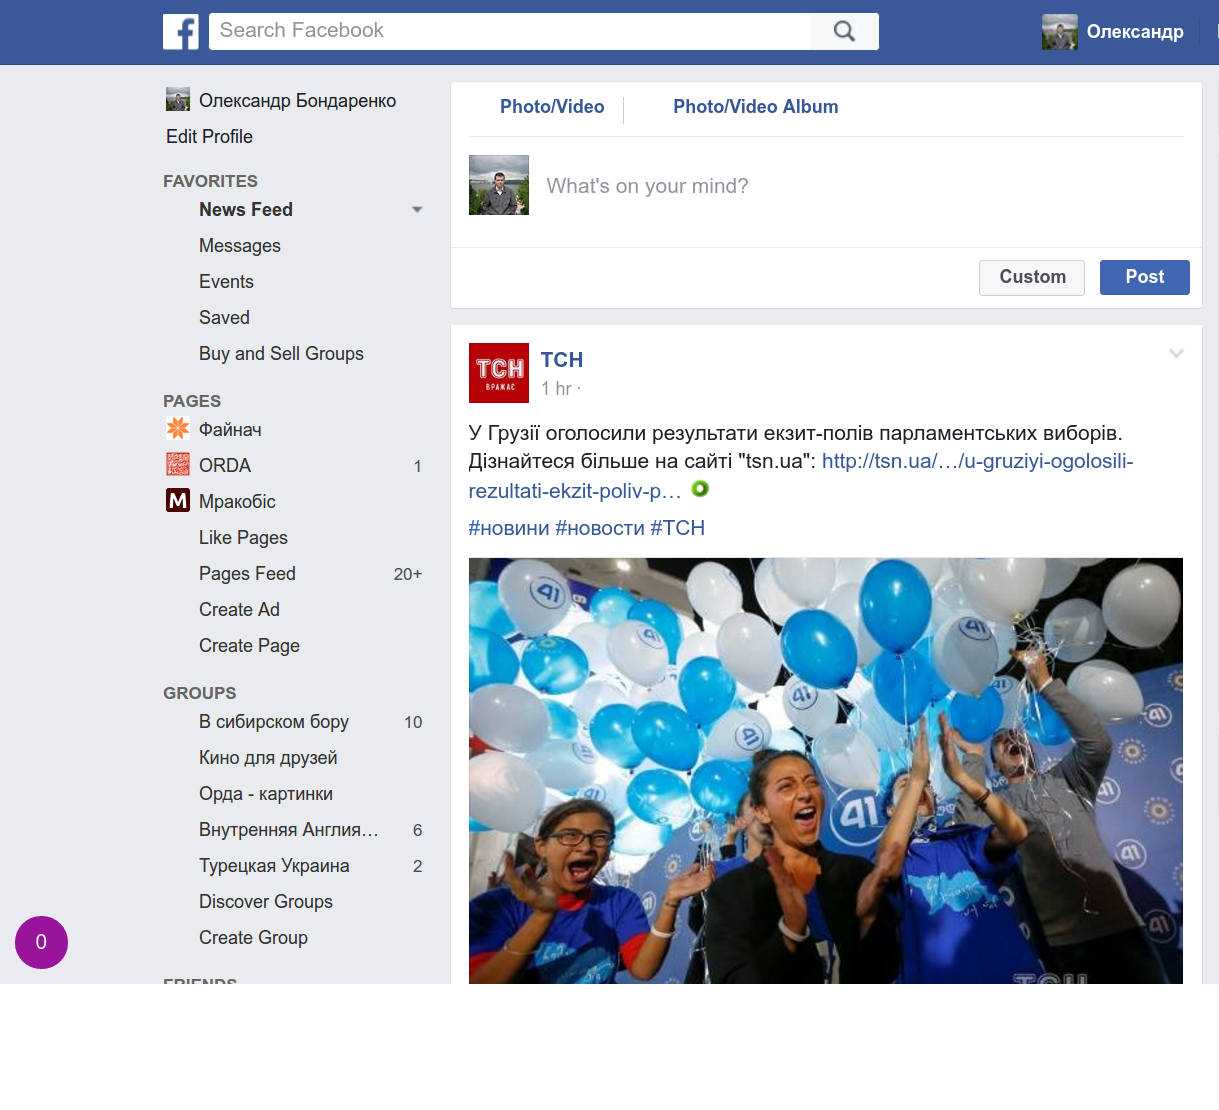 Search Facebook
Олександр
Олександр Бондаренко
Edit Profile
FAVORITES
News Feed
Messages
Events
Saved
Buy and Sell Groups
PAGES
Файнач
ORDA 1
М Мракобіс
Like Pages
Pages Feed 20+
Create Ad
Create Page
GROUPS
В сибирском бору 10
Кино для друзей
Орда - картинки
Внутренняя Англия… 6
Турецкая Украина 2
Discover Groups
Create Group
FRIENDS
0
Photo/Video
Photo/Video Album
What's on your mind?
Custom
Post
ТСН
ВРАЖАЄ
ТСН
1 hr ·
У Грузії оголосили результати екзит-полів парламентських виборів.
Дізнайтеся більше на сайті "tsn.ua": http://tsn.ua/…/u-gruziyi-ogolosili-
rezultati-ekzit-poliv-p…
#новини #новости #ТСН
41
41
41
41
41
41
41
41
41
41
ТСН